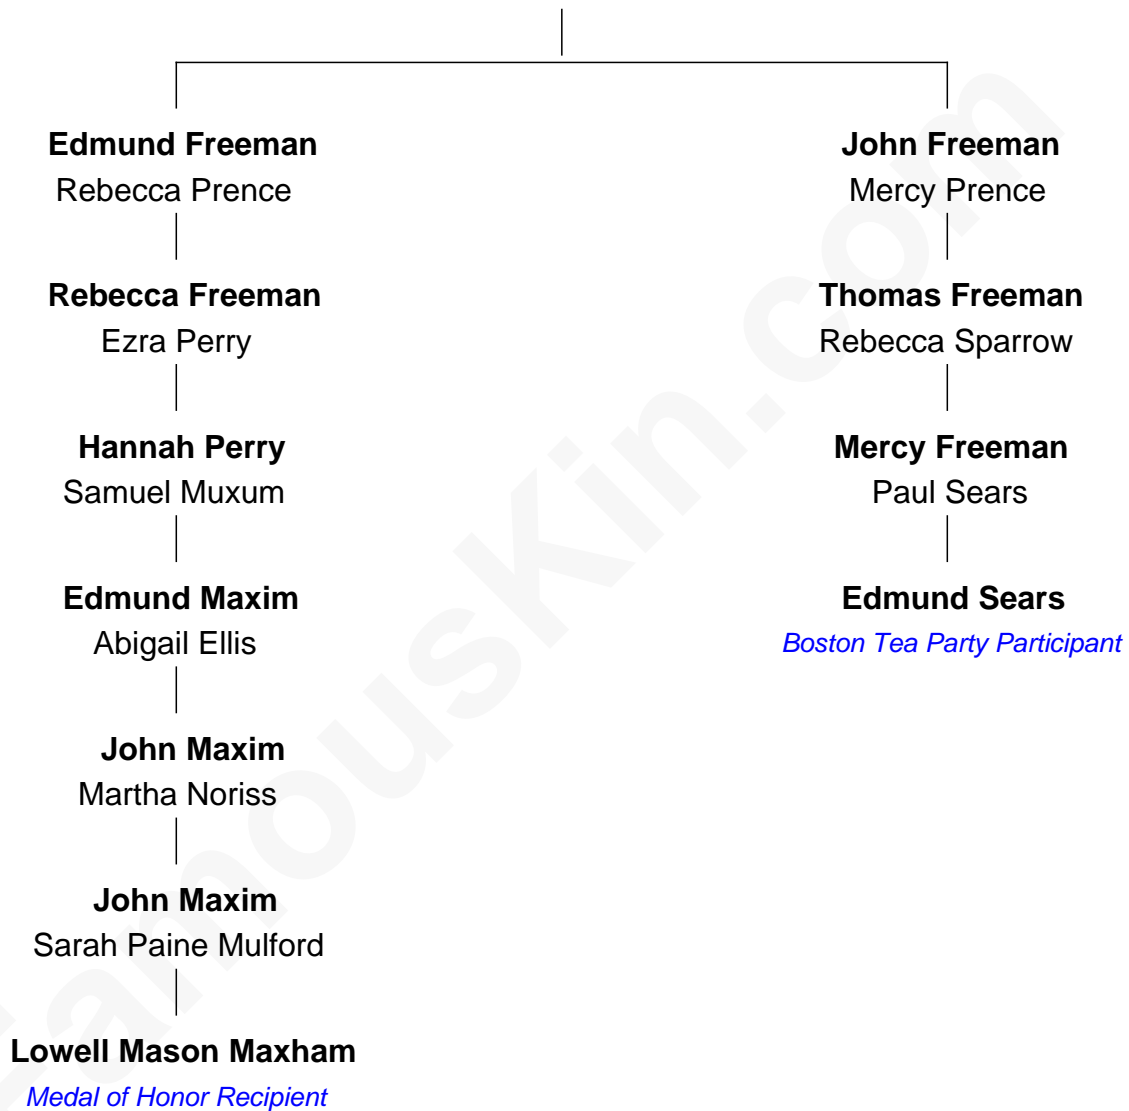 Edmund Freeman
Rebecca Prence
John Freeman
Mercy Prence
Rebecca Freeman
Ezra Perry
Thomas Freeman
Rebecca Sparrow
Hannah Perry
Samuel Muxum
Mercy Freeman
Paul Sears
Edmund Maxim
Abigail Ellis
Edmund Sears
Boston Tea Party Participant
John Maxim
Martha Noriss
John Maxim
Sarah Paine Mulford
Lowell Mason Maxham
Medal of Honor Recipient
FamousKin.com